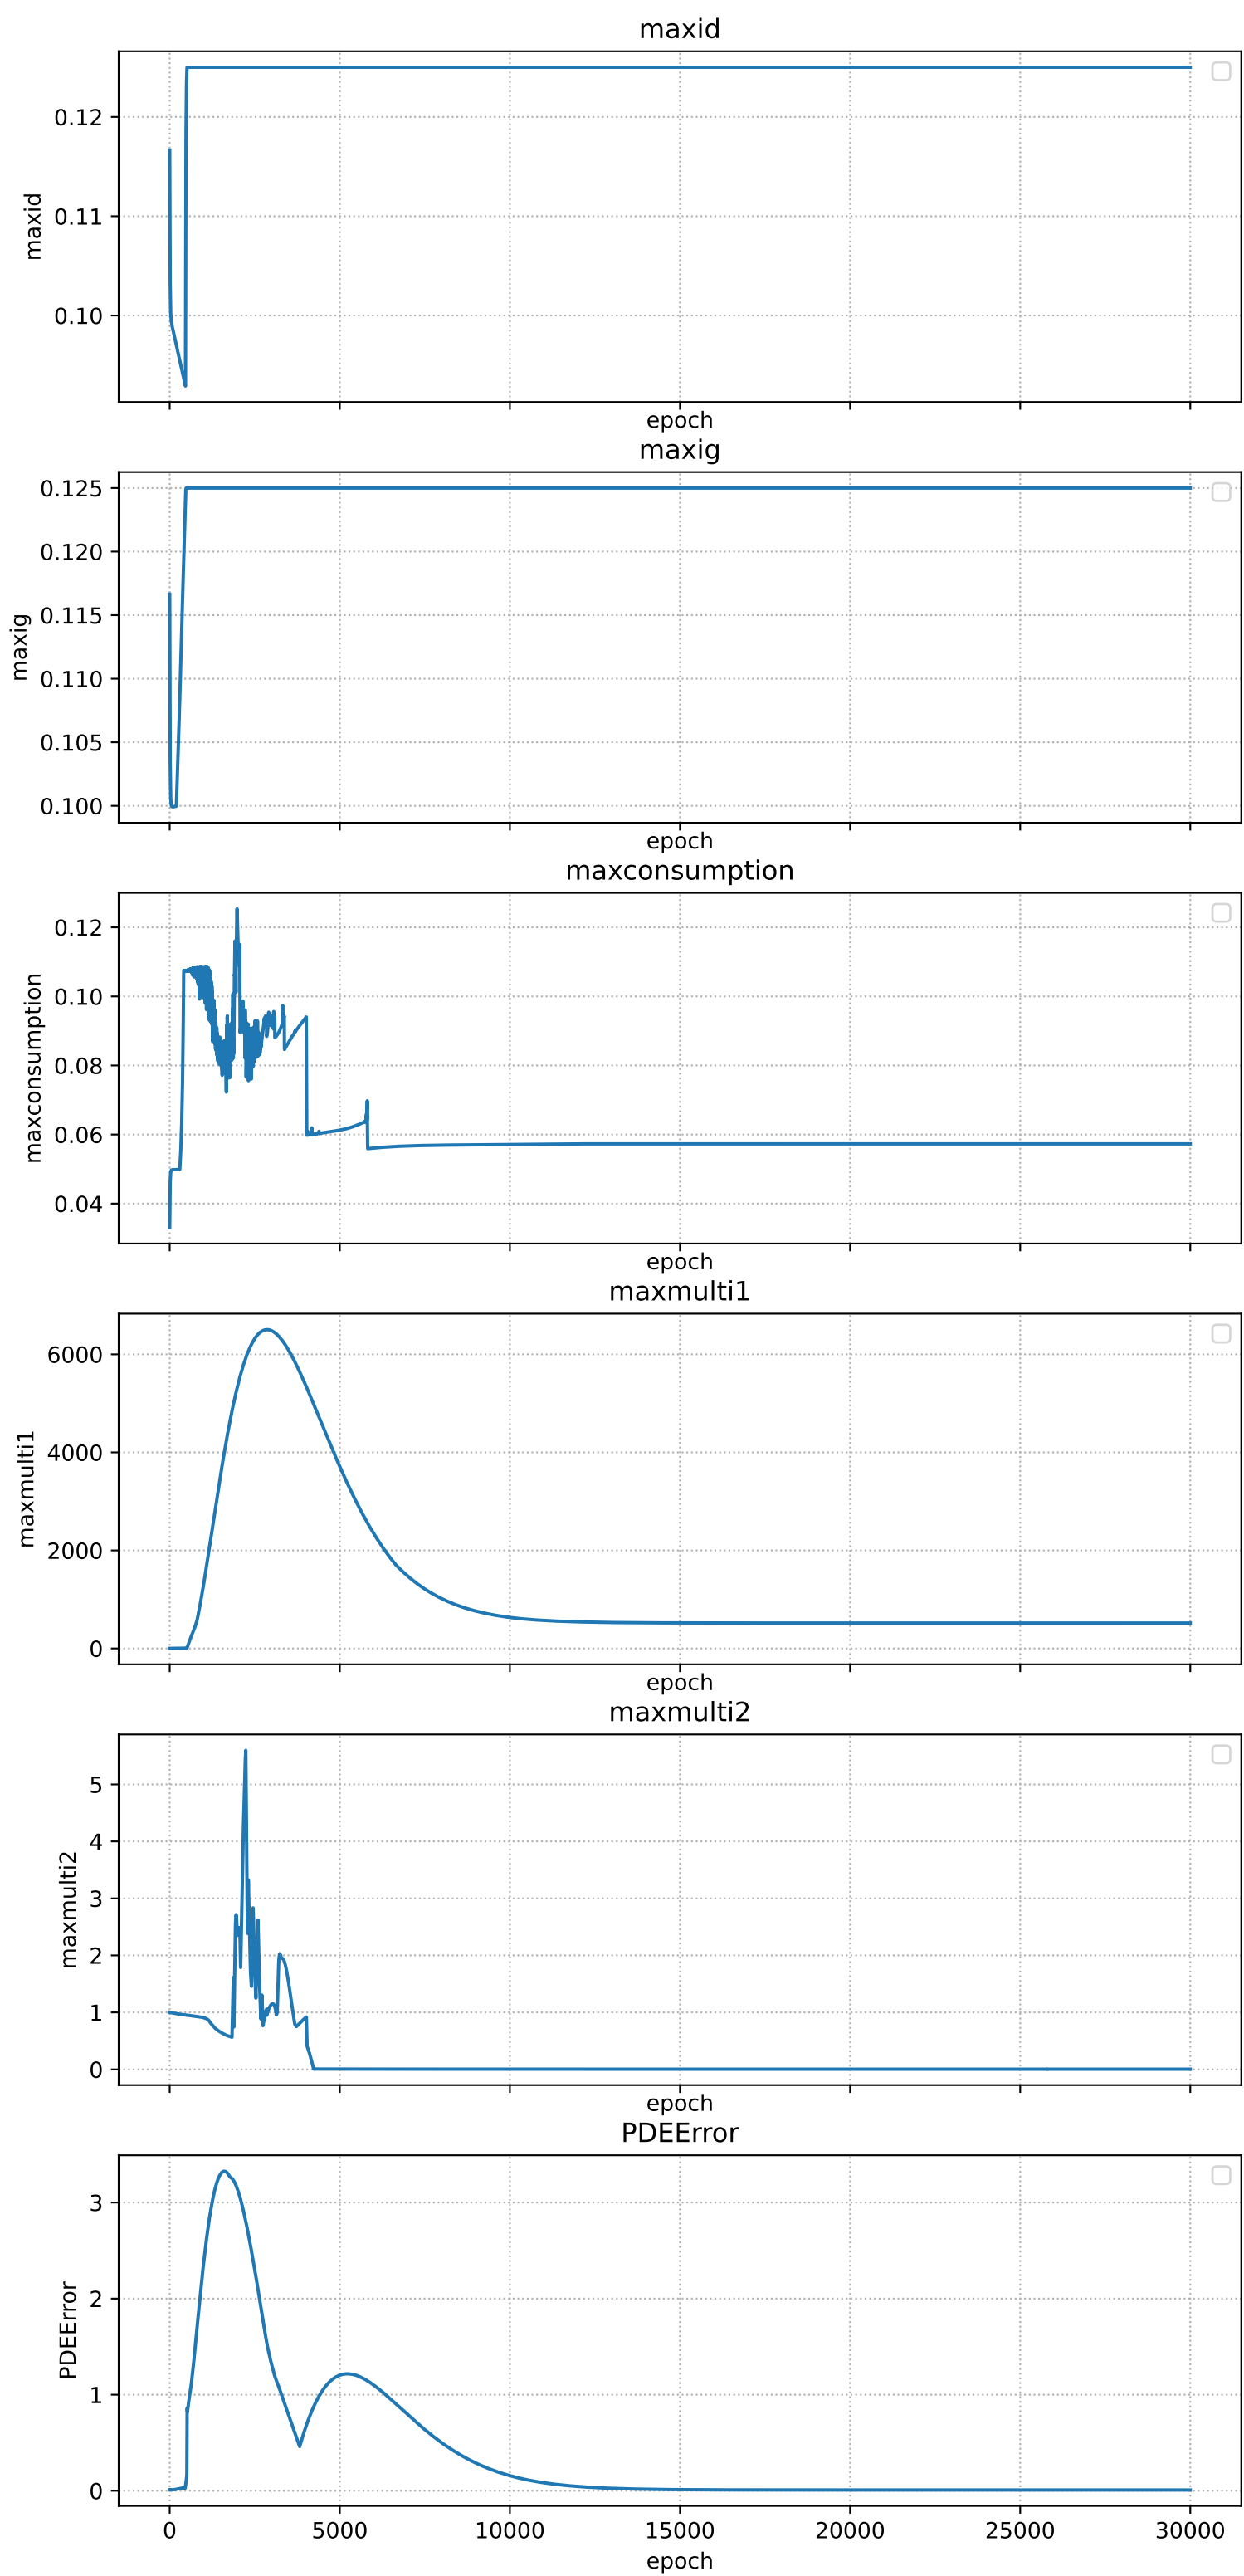 maxid
0.12
0.11
0.10
maxid
epoch
maxig
0.125
0.120
0.115
0.110
0.105
0.100
maxig
epoch
maxconsumption
0.12
0.10
0.08
0.06
0.04
maxconsumption
epoch
maxmulti1
6000
4000
2000
0
maxmulti1
epoch
maxmulti2
5
4
3
2
1
0
maxmulti2
epoch
PDEError
3
2
1
0
PDEError
0 5000 10000 15000 20000 25000 30000
epoch